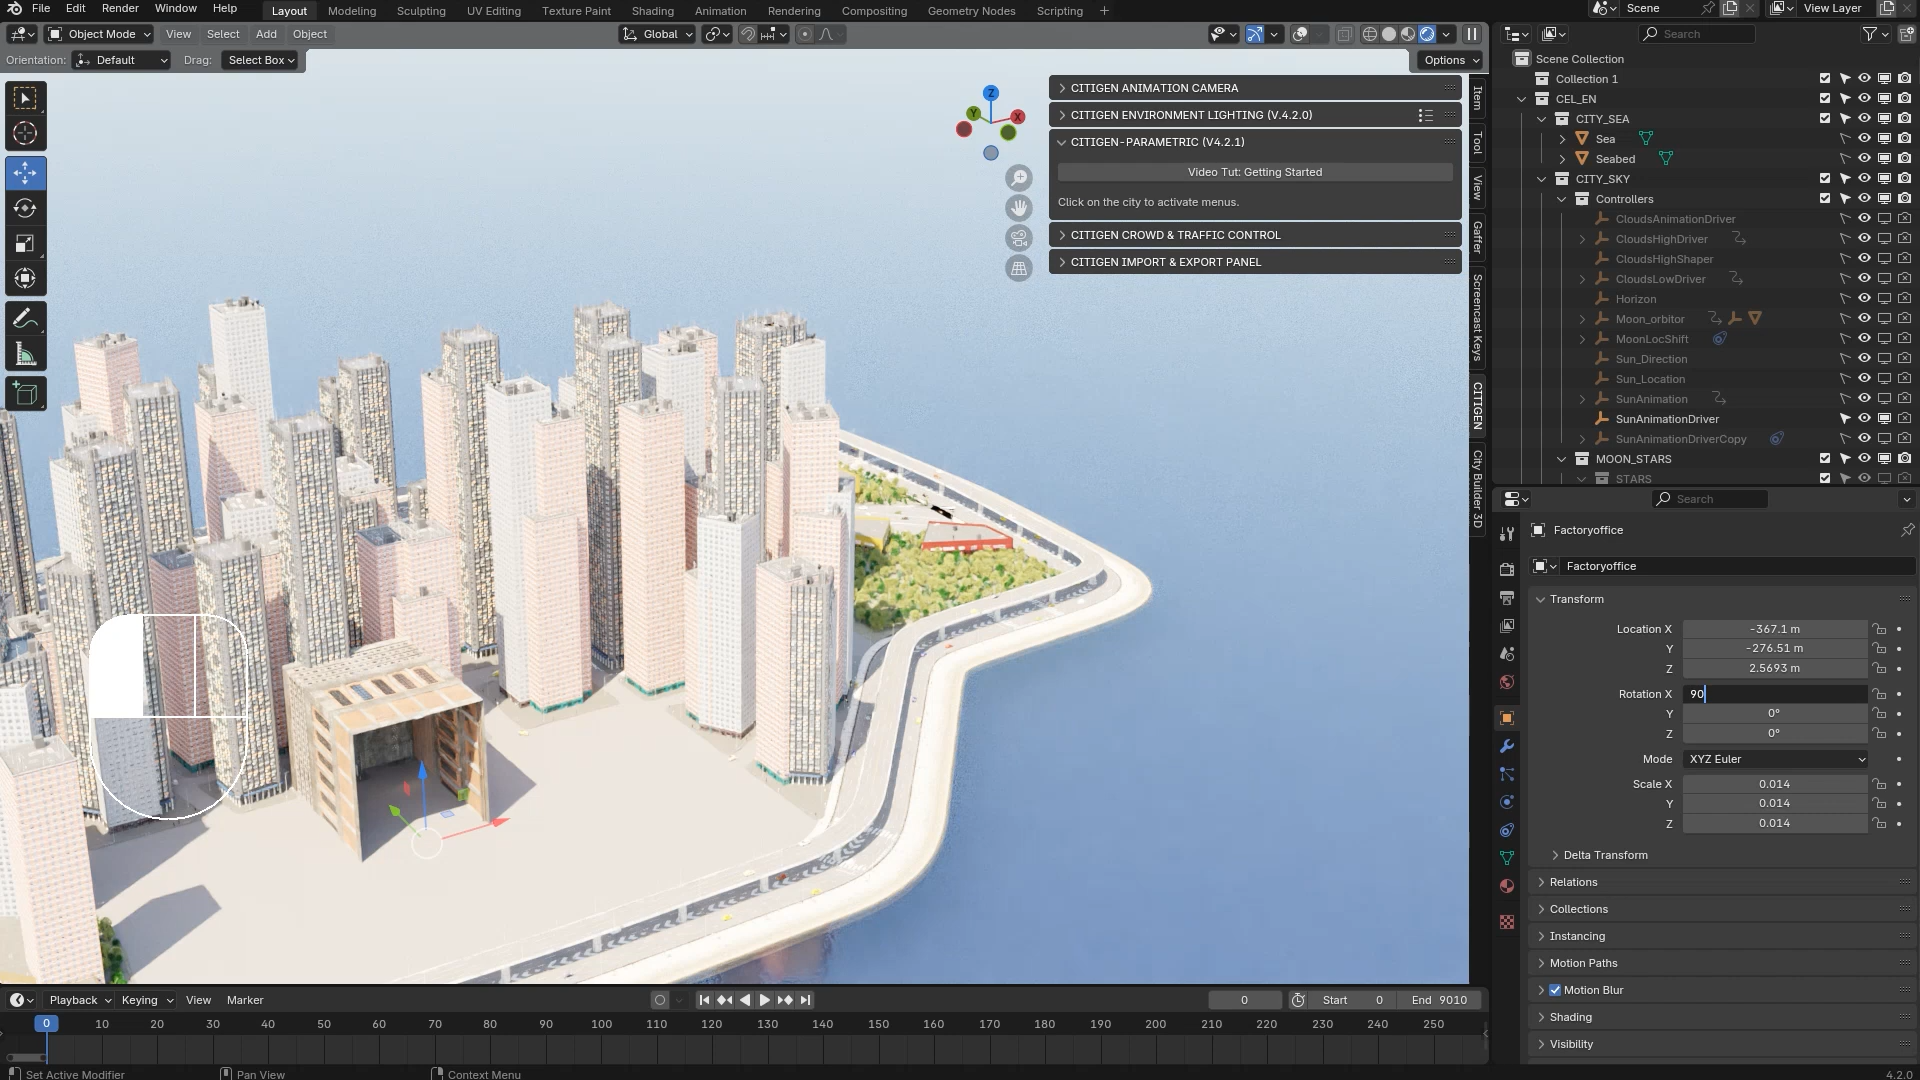 File Edit Render Window Help Layout Modeling Sculpting UV Editing Texture Paint Shading Animation Rendering Compositing Geometry Nodes Scripting + Scene View Layer
Object Mode View Select Add Object Global Search
Orientation: Default Drag: Select Box Options
Scene Collection
Collection 1
CEL_EN
CITY_SEA
Sea
Seabed
CITY_SKY
Controllers
CloudsAnimationDriver
CloudsHighDriver
CloudsHighShaper
CloudsLowDriver
Horizon
Moon_orbitor
MoonLocShift
Sun_Direction
Sun_Location
SunAnimation
SunAnimationDriver
SunAnimationDriverCopy
MOON_STARS
STARS
Z
Y
X
CITIGEN ANIMATION CAMERA
CITIGEN ENVIRONMENT LIGHTING (V.4.2.0)
CITIGEN-PARAMETRIC (V4.2.1)
Video Tut: Getting Started
Click on the city to activate menus.
CITIGEN CROWD & TRAFFIC CONTROL
CITIGEN IMPORT & EXPORT PANEL
Item
Tool
View
Gaffer
Screencast Keys
CITIGEN
City Builder 3D
Search
Factoryoffice
Factoryoffice
Transform
Location X -367.1 m
Y -276.51 m
Z 2.5693 m
Rotation X 90
Y 0°
Z 0°
Mode XYZ Euler
Scale X 0.014
Y 0.014
Z 0.014
Delta Transform
Relations
Collections
Instancing
Motion Paths
Motion Blur
Shading
Visibility
Playback Keying View Marker 0 Start 0 End 9010
0 10 20 30 40 50 60 70 80 90 100 110 120 130 140 150 160 170 180 190 200 210 220 230 240 250
Set Active Modifier Pan View Context Menu 4.2.0